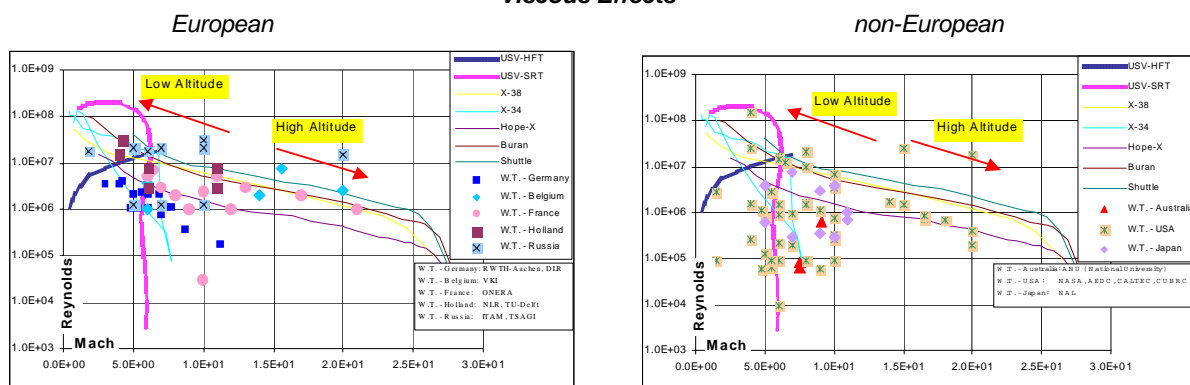 Viscous Effects
European
non-European
1.0E+09
1.0E+08
1.0E+07
1.0E+06
1.0E+05
1.0E+04
1.0E+03
Reynolds
Mach
0.0E+00
5.0E+00
1.0E+01
1.5E+01
2.0E+01
2.5E+01
3.0E+01
Low Altitude
High Altitude
USV-HFT
USV-SRT
X-38
X-34
Hope-X
Buran
Shuttle
W.T. - Germany
W.T. - Belgium
W.T. - France
W.T. - Holland
W.T. - Russia
W.T. - Germany: RWTH-Aachen, DLR
W.T. - Belgium: VKI
W.T. - France: ONERA
W.T. - Holland: NLR, TU-Delft
W.T. - Russia: ITAM, TSAGI
1.0E+09
1.0E+08
1.0E+07
1.0E+06
1.0E+05
1.0E+04
1.0E+03
Reynolds
Mach
0.0E+00
5.0E+00
1.0E+01
1.5E+01
2.0E+01
2.5E+01
3.0E+01
Low Altitude
High Altitude
USV-HFT
USV-SRT
X-38
X-34
Hope-X
Buran
Shuttle
W.T. - Australi
W.T. - USA
W.T. - Japan
W.T. - Australia: ANU (National University)
W.T. - USA: NASA, AEDC, CALTEC, CUBRC
W.T. - Japan: NAL